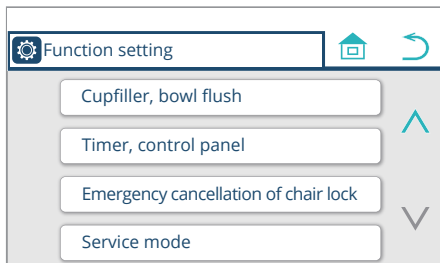 Function setting
Cupfiller, bowl flush
Timer, control panel
Emergency cancellation of chair lock
Service mode